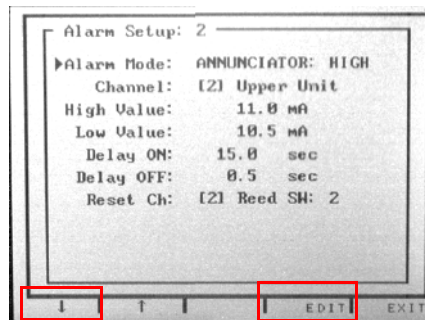 Alarm Setup: 2
▶Alarm Mode: ANNUNCIATOR: HIGH
Channel: [2] Upper Unit
High Value: 11.0 mA
Low Value: 10.5 mA
Delay ON: 15.0 sec
Delay OFF: 0.5 sec
Reset Ch: [2] Reed SW: 2
↓ ↑ EDIT EXIT